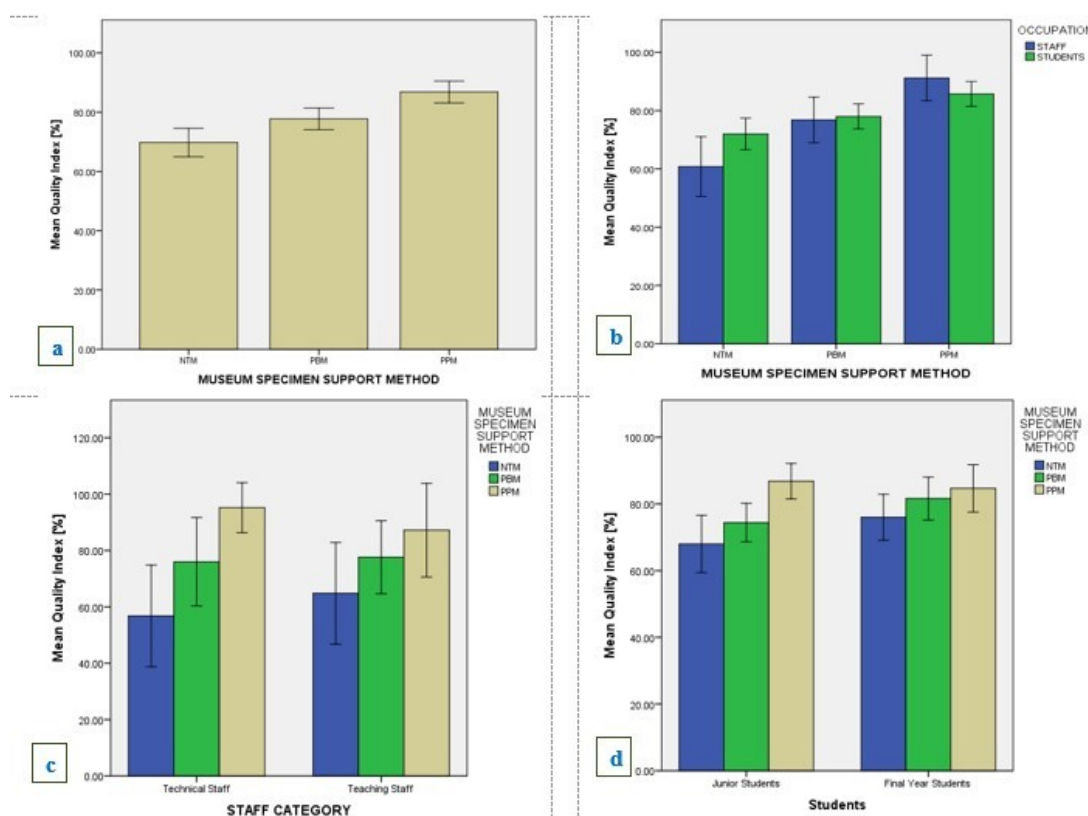 100.00
80.00
60.00
40.00
20.00
0.00
Mean Quality Index [%]
NTM PBM PPM
MUSEUM SPECIMEN SUPPORT METHOD
a
100.00
80.00
60.00
40.00
20.00
0.00
Mean Quality Index [%]
NTM PBM PPM
MUSEUM SPECIMEN SUPPORT METHOD
OCCUPATION
STAFF
STUDENTS
b
120.00
100.00
80.00
60.00
40.00
20.00
0.00
Mean Quality Index [%]
Technical Staff Teaching Staff
STAFF CATEGORY
MUSEUM
SPECIMEN
SUPPORT
METHOD
NTM
PBM
PPM
c
100.00
80.00
60.00
40.00
20.00
0.00
Mean Quality Index [%]
Junior Students Final Year Students
Students
MUSEUM
SPECIMEN
SUPPORT
METHOD
NTM
PBM
PPM
d